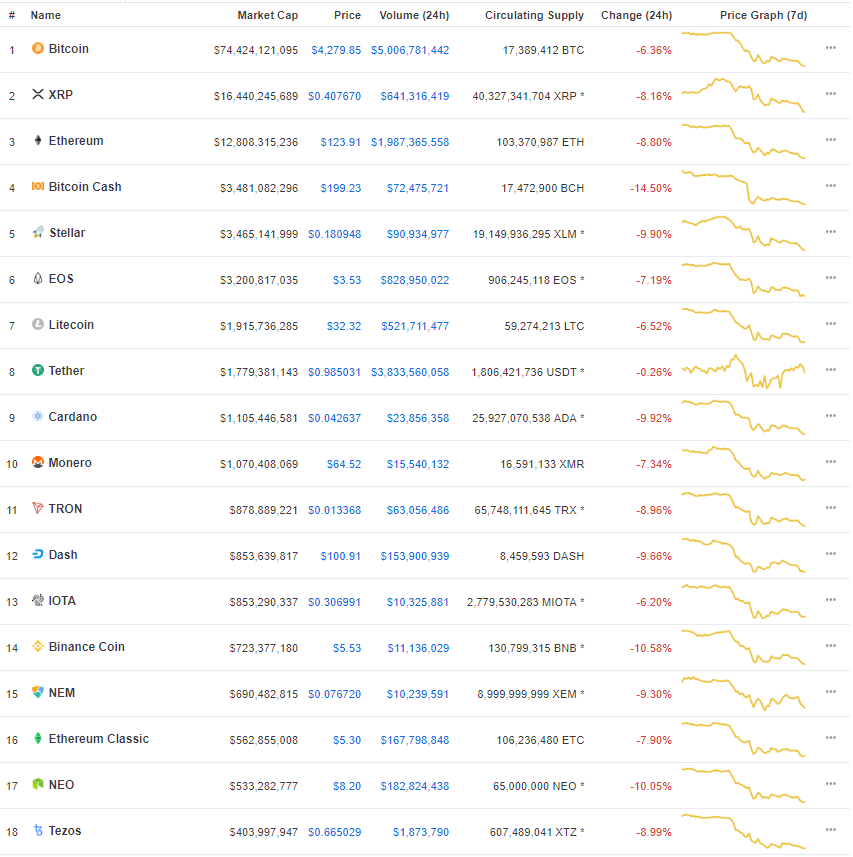 # Name Market Cap Price Volume (24h) Circulating Supply Change (24h) Price Graph (7d)
1 Bitcoin $74,424,121,095 $4,279.85 $5,006,781,442 17,389,412 BTC -6.36%
2 XRP $16,440,245,689 $0.407670 $641,316,419 40,327,341,704 XRP * -8.16%
3 Ethereum $12,808,315,236 $123.91 $1,987,365,558 103,370,987 ETH -8.80%
4 Bitcoin Cash $3,481,082,296 $199.23 $72,475,721 17,472,900 BCH -14.50%
5 Stellar $3,465,141,999 $0.180948 $90,934,977 19,149,936,295 XLM * -9.90%
6 EOS $3,200,817,035 $3.53 $828,950,022 906,245,118 EOS * -7.19%
7 Litecoin $1,915,736,285 $32.32 $521,711,477 59,274,213 LTC -6.52%
8 Tether $1,779,381,143 $0.985031 $3,833,560,058 1,806,421,736 USDT * -0.26%
9 Cardano $1,105,446,581 $0.042637 $23,856,358 25,927,070,538 ADA * -9.92%
10 Monero $1,070,408,069 $64.52 $15,540,132 16,591,133 XMR -7.34%
11 TRON $878,889,221 $0.013368 $63,056,486 65,748,111,645 TRX * -8.96%
12 Dash $853,639,817 $100.91 $153,900,939 8,459,593 DASH -9.66%
13 IOTA $853,290,337 $0.306991 $10,325,881 2,779,530,283 MIOTA * -6.20%
14 Binance Coin $723,377,180 $5.53 $11,136,029 130,799,315 BNB * -10.58%
15 NEM $690,482,815 $0.076720 $10,239,591 8,999,999,999 XEM * -9.30%
16 Ethereum Classic $562,855,008 $5.30 $167,798,848 106,236,480 ETC -7.90%
17 NEO $533,282,777 $8.20 $182,824,438 65,000,000 NEO * -10.05%
18 Tezos $403,997,947 $0.665029 $1,873,790 607,489,041 XTZ * -8.99%